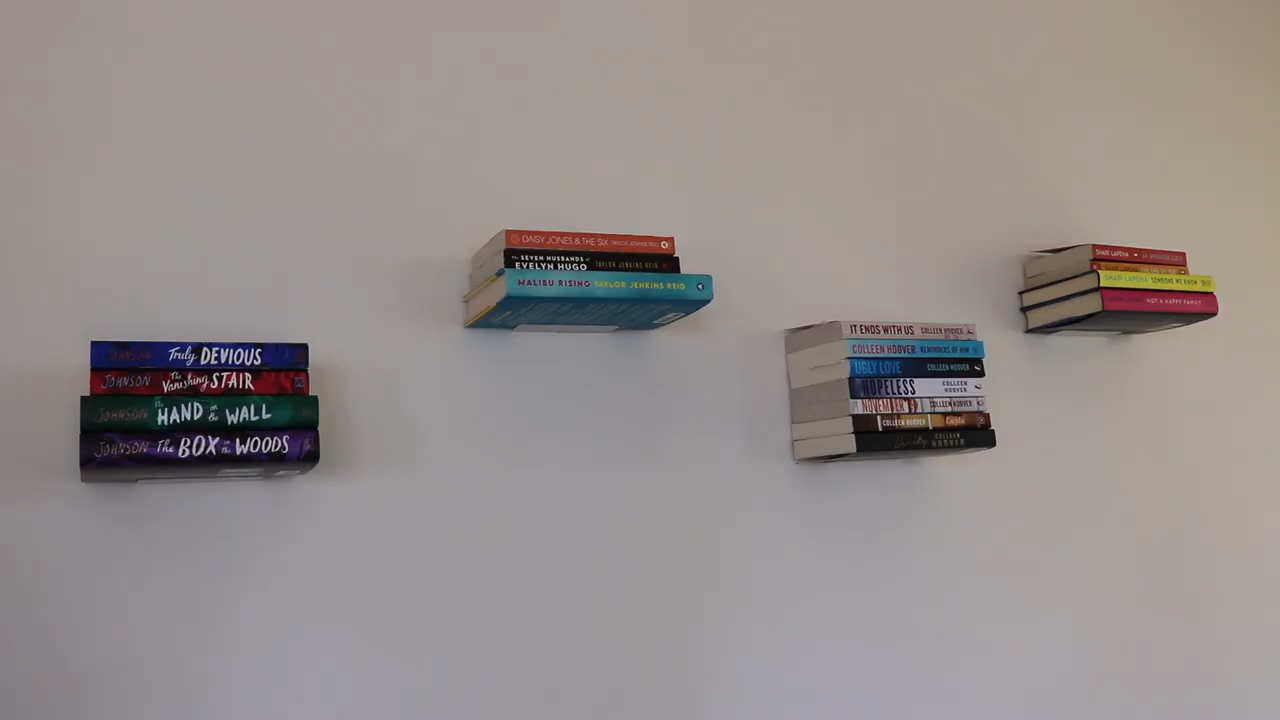 JOHNSON Truly DEVIOUS
JOHNSON The Vanishing STAIR
JOHNSON The HAND on the WALL
JOHNSON The BOX in the WOODS
DAISY JONES & THE SIX TAYLOR JENKINS REID
THE SEVEN HUSBANDS of EVELYN HUGO TAYLOR JENKINS REID
MALIBU RISING TAYLOR JENKINS REID
IT ENDS WITH US COLLEEN HOOVER
COLLEEN HOOVER REMINDERS OF HIM
UGLY LOVE COLLEEN HOOVER
HOPELESS COLLEEN HOOVER
NOVEMBER 9 COLLEEN HOOVER
COLLEEN HOOVER Layla
Verity COLLEEN HOOVER
SHARI LAPENA
SHARI LAPENA SOMEONE WE KNOW
NOT A HAPPY FAMILY